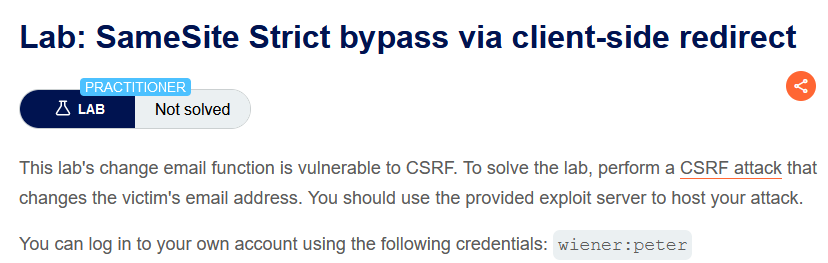 Lab: SameSite Strict bypass via client-side redirect
PRACTITIONER
LAB Not solved
This lab's change email function is vulnerable to CSRF. To solve the lab, perform a CSRF attack that
changes the victim's email address. You should use the provided exploit server to host your attack.
You can log in to your own account using the following credentials: wiener:peter